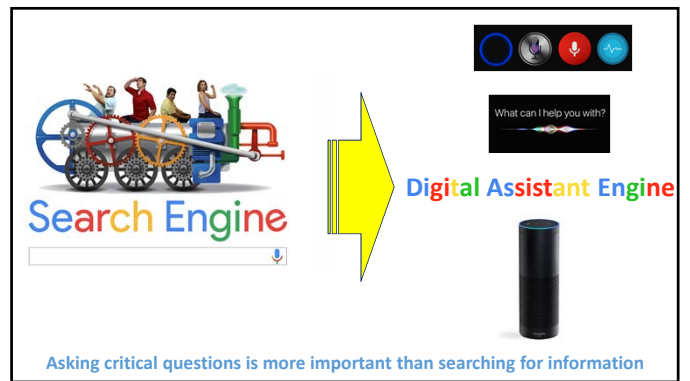 Search Engine
What can I help you with?
Digital Assistant Engine
Asking critical questions is more important than searching for information